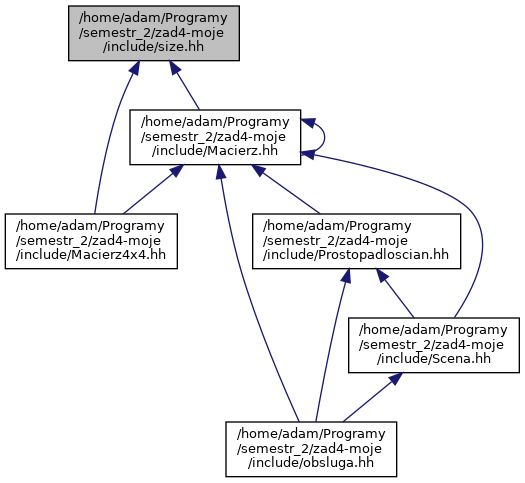 /home/adam/Programy
/semestr_2/zad4-moje
/include/size.hh
/home/adam/Programy
/semestr_2/zad4-moje
/include/Macierz.hh
/home/adam/Programy
/semestr_2/zad4-moje
/include/Macierz4x4.hh
/home/adam/Programy
/semestr_2/zad4-moje
/include/Prostopadloscian.hh
/home/adam/Programy
/semestr_2/zad4-moje
/include/Scena.hh
/home/adam/Programy
/semestr_2/zad4-moje
/include/obsluga.hh